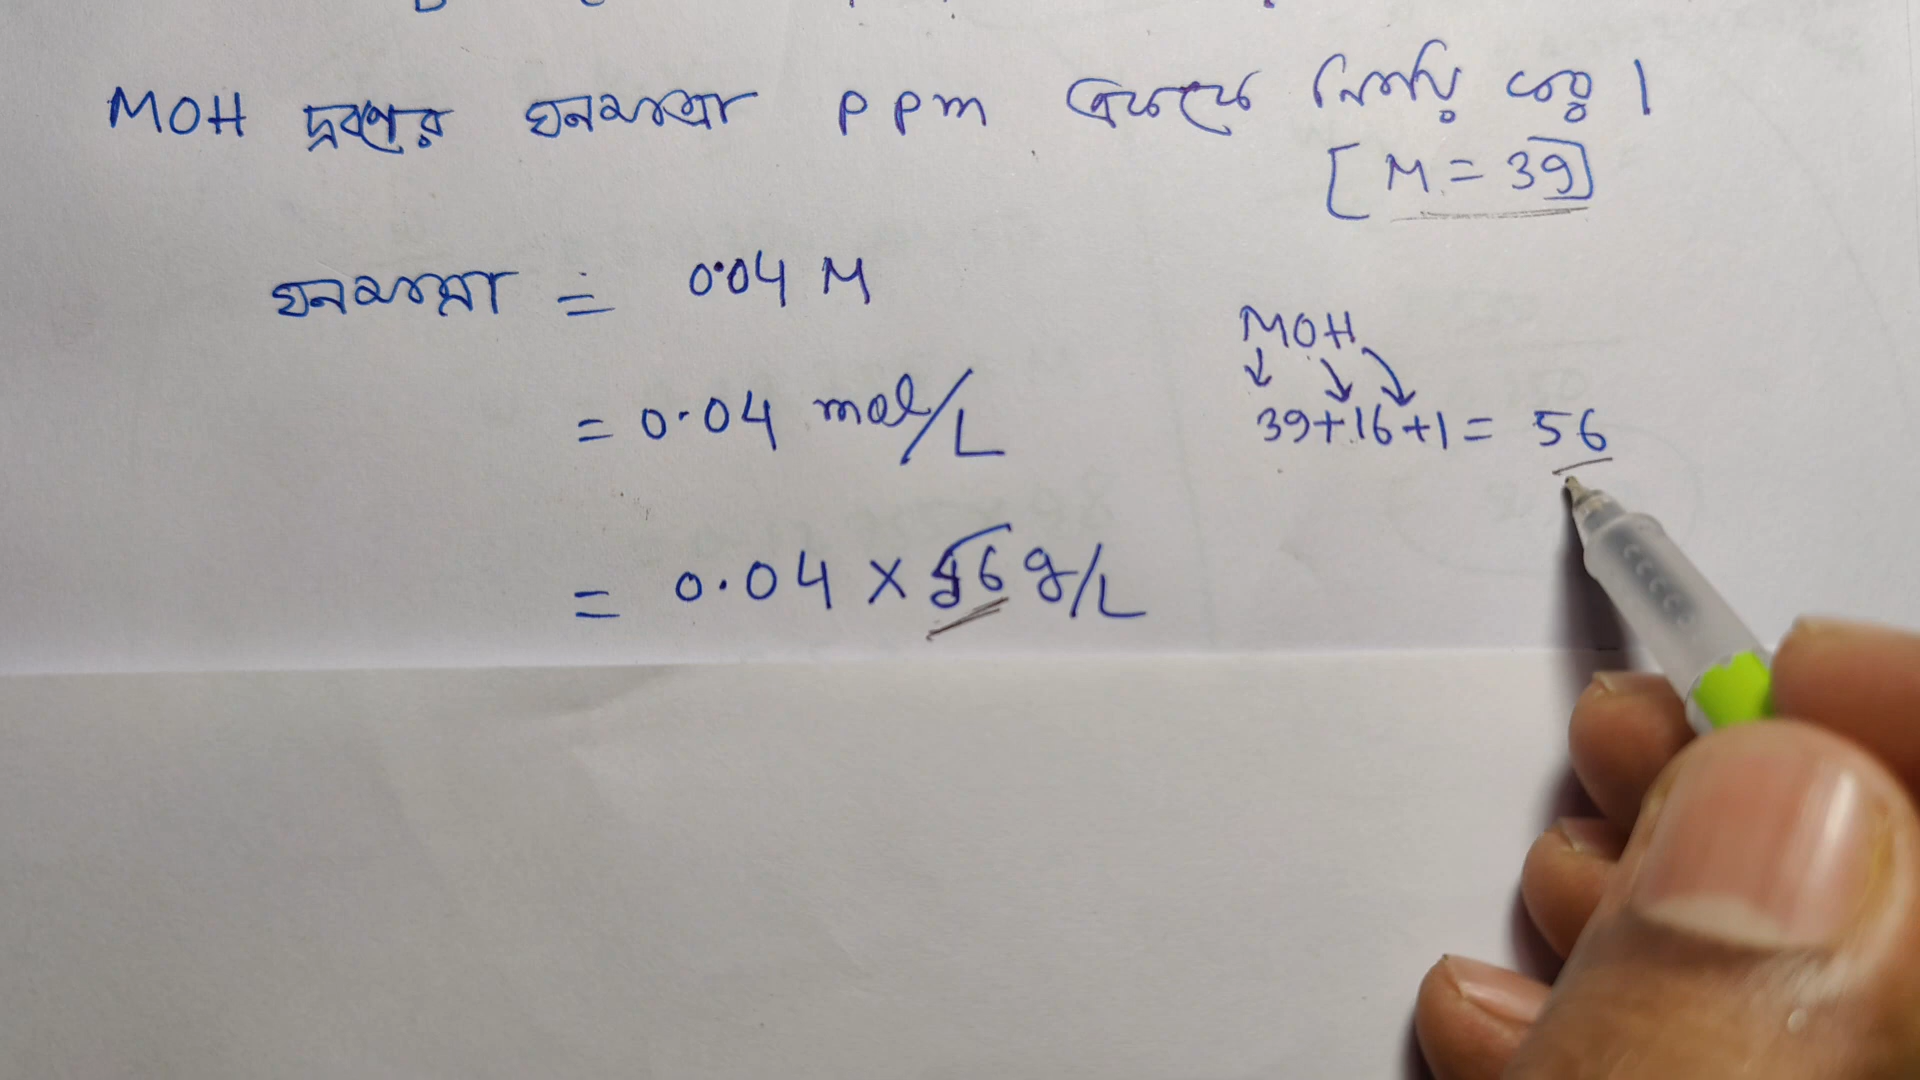 MOH দ্রবণের ঘনমাত্রা ppm এককে নির্ণয় কর।
[M = 39]
ঘনমাত্রা = 0.04 M
= 0.04 mol/L
= 0.04 × 56 g/L
MOH
39+16+1 = 56